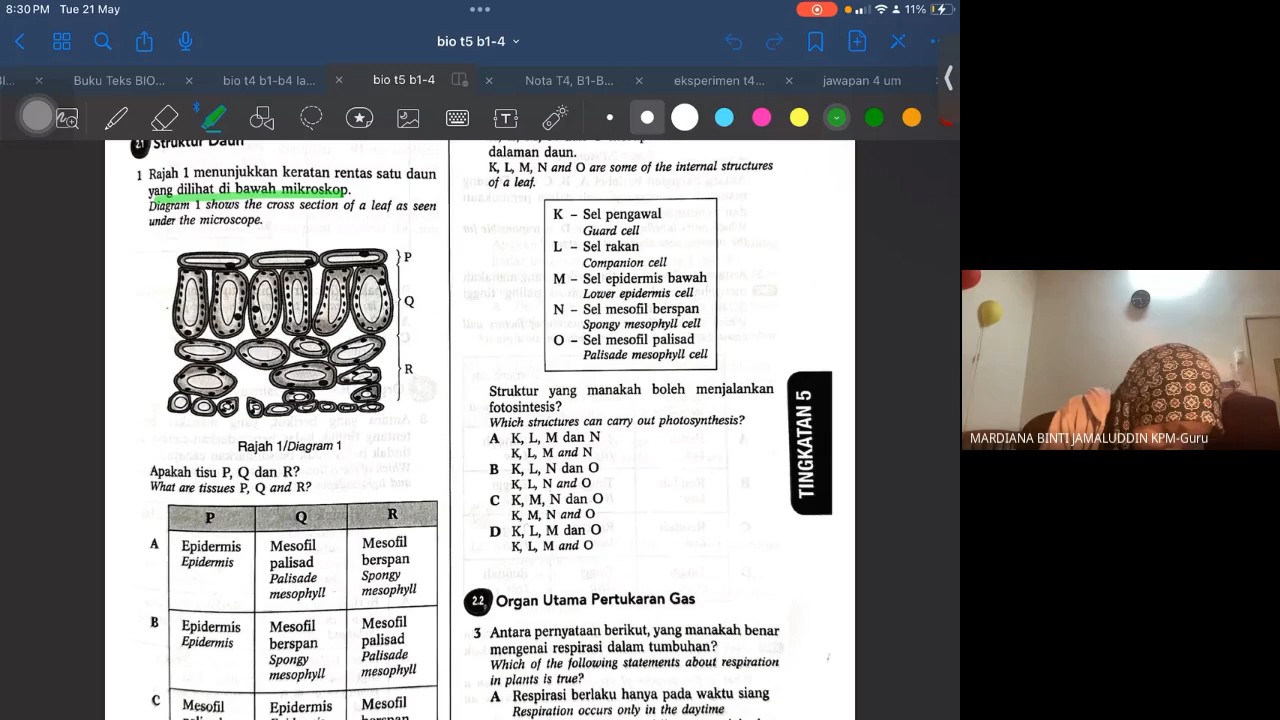 8:30 PM Tue 21 May
11%
bio t5 b1-4
Buku Teks BIO...
bio t4 b1-b4 la...
bio t5 b1-4
Nota T4, B1-B...
eksperimen t4...
jawapan 4 um
2.1 Struktur Daun
1 Rajah 1 menunjukkan keratan rentas satu daun
yang dilihat di bawah mikroskop.
Diagram 1 shows the cross section of a leaf as seen
under the microscope.
P
Q
R
Rajah 1/Diagram 1
Apakah tisu P, Q dan R?
What are tissues P, Q and R?
P Q R
A
Epidermis
Epidermis
Mesofil
palisad
Palisade
mesophyll
Mesofil
berspan
Spongy
mesophyll
B
Epidermis
Epidermis
Mesofil
berspan
Spongy
mesophyll
Mesofil
palisad
Palisade
mesophyll
C
Mesofil
Epidermis
Mesofil
dalaman daun.
K, L, M, N and O are some of the internal structures
of a leaf.
K – Sel pengawal
Guard cell
L – Sel rakan
Companion cell
M – Sel epidermis bawah
Lower epidermis cell
N – Sel mesofil berspan
Spongy mesophyll cell
O – Sel mesofil palisad
Palisade mesophyll cell
Struktur yang manakah boleh menjalankan
fotosintesis?
Which structures can carry out photosynthesis?
A K, L, M dan N
K, L, M and N
B K, L, N dan O
K, L, N and O
C K, M, N dan O
K, M, N and O
D K, L, M dan O
K, L, M and O
2.2 Organ Utama Pertukaran Gas
3 Antara pernyataan berikut, yang manakah benar
mengenai respirasi dalam tumbuhan?
Which of the following statements about respiration
in plants is true?
A Respirasi berlaku hanya pada waktu siang
Respiration occurs only in the daytime
TINGKATAN 5
MARDIANA BINTI JAMALUDDIN KPM-Guru